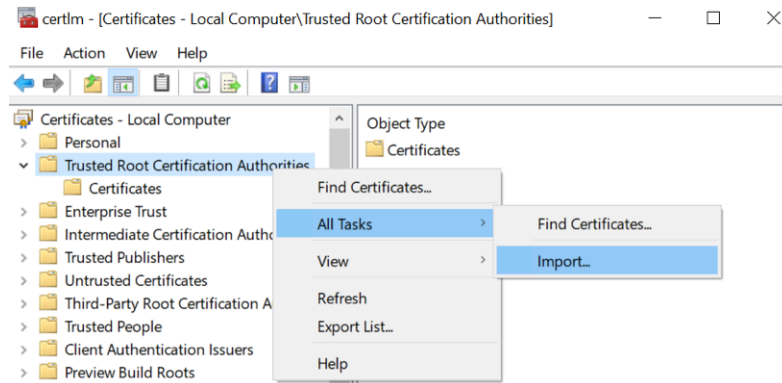 certlm - [Certificates - Local Computer\Trusted Root Certification Authorities]
File Action View Help
Certificates - Local Computer
Personal
Trusted Root Certification Authorities
Certificates
Enterprise Trust
Intermediate Certification Autho
Trusted Publishers
Untrusted Certificates
Third-Party Root Certification A
Trusted People
Client Authentication Issuers
Preview Build Roots
Object Type
Certificates
Find Certificates...
All Tasks
View
Refresh
Export List...
Help
Find Certificates...
Import...